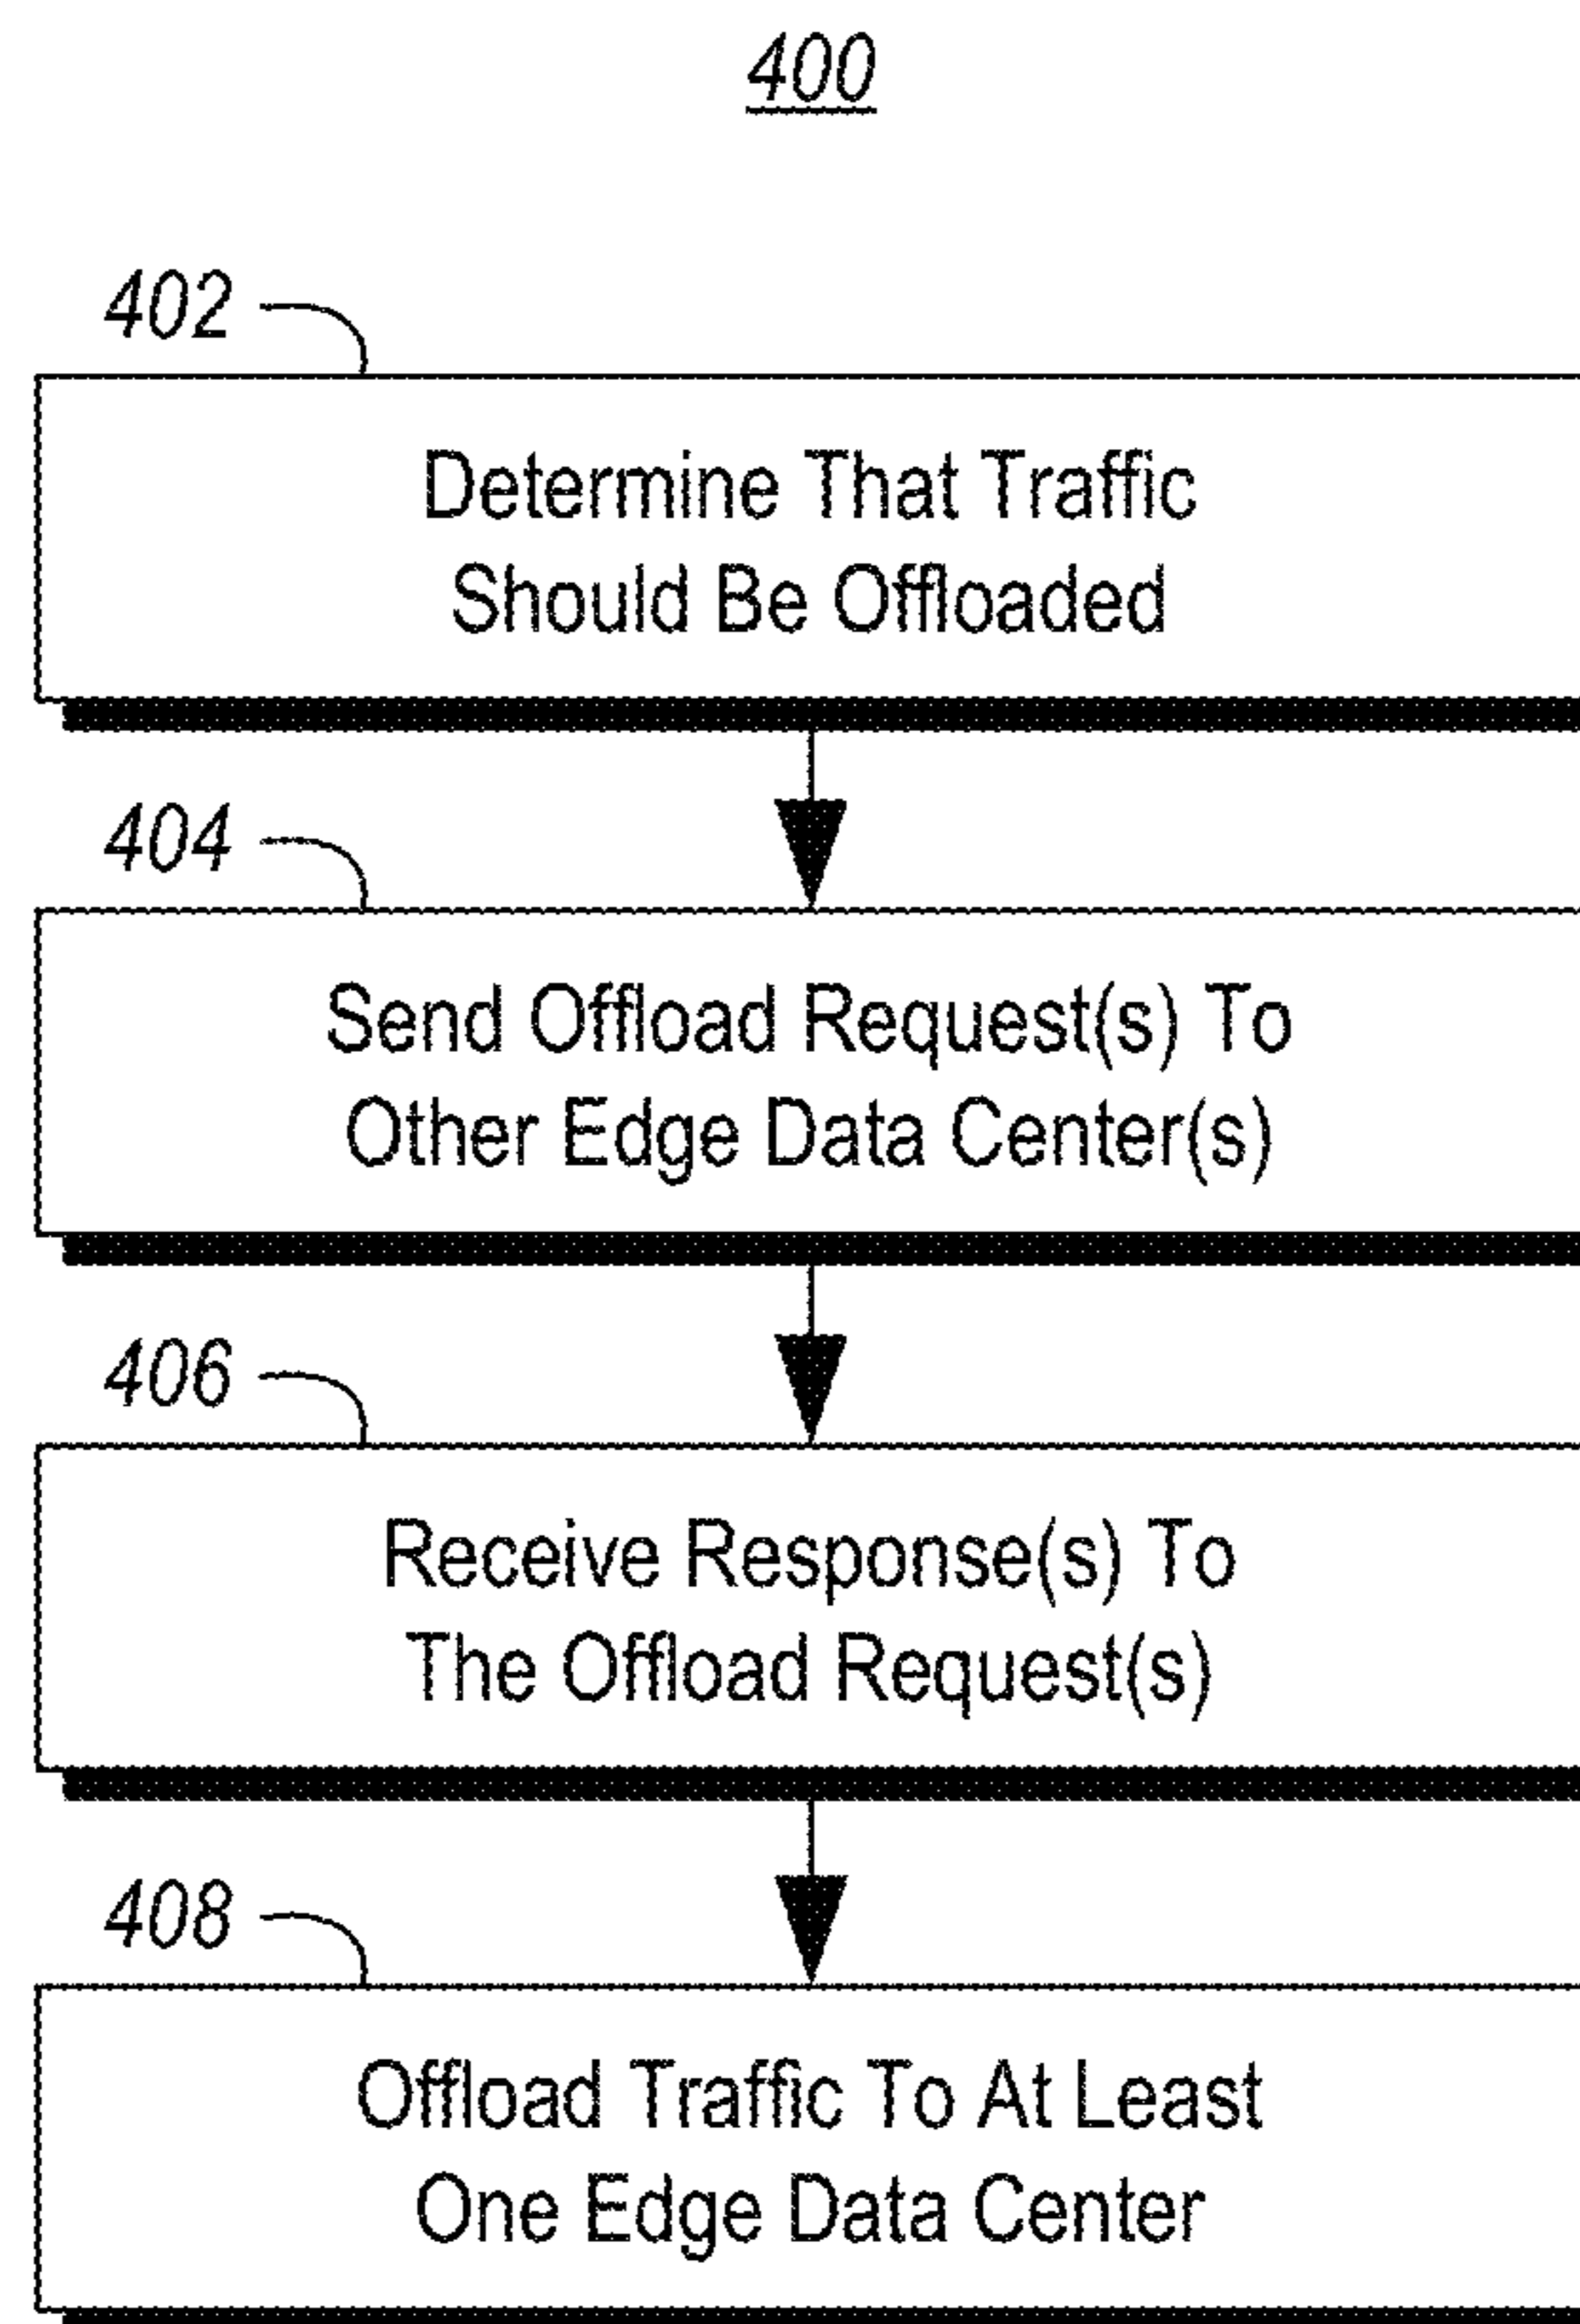 400
402
Determine That Traffic
Should Be Offloaded
404
Send Offload Request(s) To
Other Edge Data Center(s)
406
Receive Response(s) To
The Offload Request(s)
408
Offload Traffic To At Least
One Edge Data Center